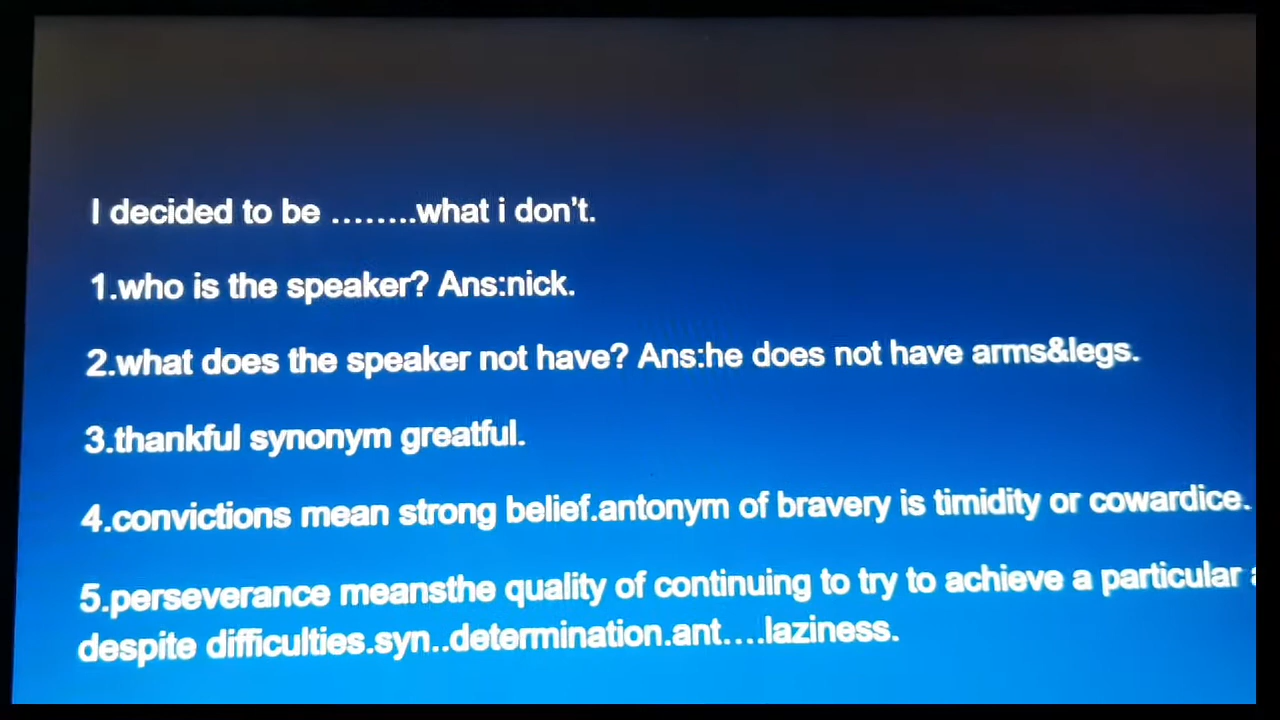 I decided to be ........what i don't.
1.who is the speaker? Ans:nick.
2.what does the speaker not have? Ans:he does not have arms&legs.
3.thankful synonym greatful.
4.convictions mean strong belief.antonym of bravery is timidity or cowardice.
5.perseverance meansthe quality of continuing to try to achieve a particular
despite difficulties.syn..determination.ant....laziness.